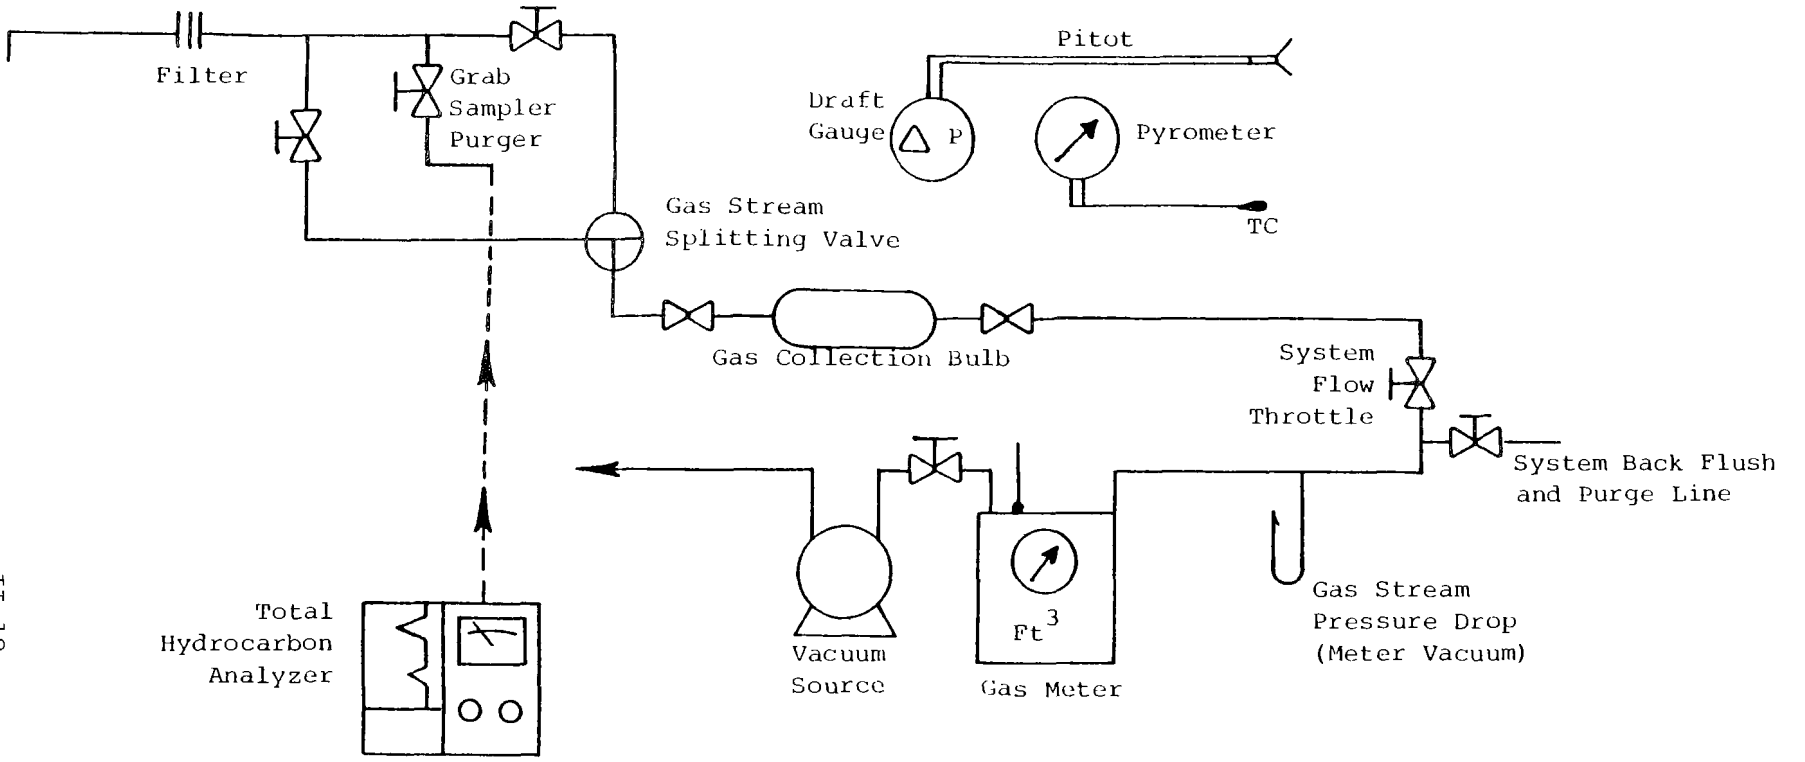 Filter
Grab
Sampler
Purger
Pitot
Draft
Gauge
P
Pyrometer
TC
Gas Stream
Splitting Valve
Gas Collection Bulb
System
Flow
Throttle
System Back Flush
and Purge Line
Gas Stream
Pressure Drop
(Meter Vacuum)
Ft3
Gas Meter
Vacuum
Source
Total
Hydrocarbon
Analyzer